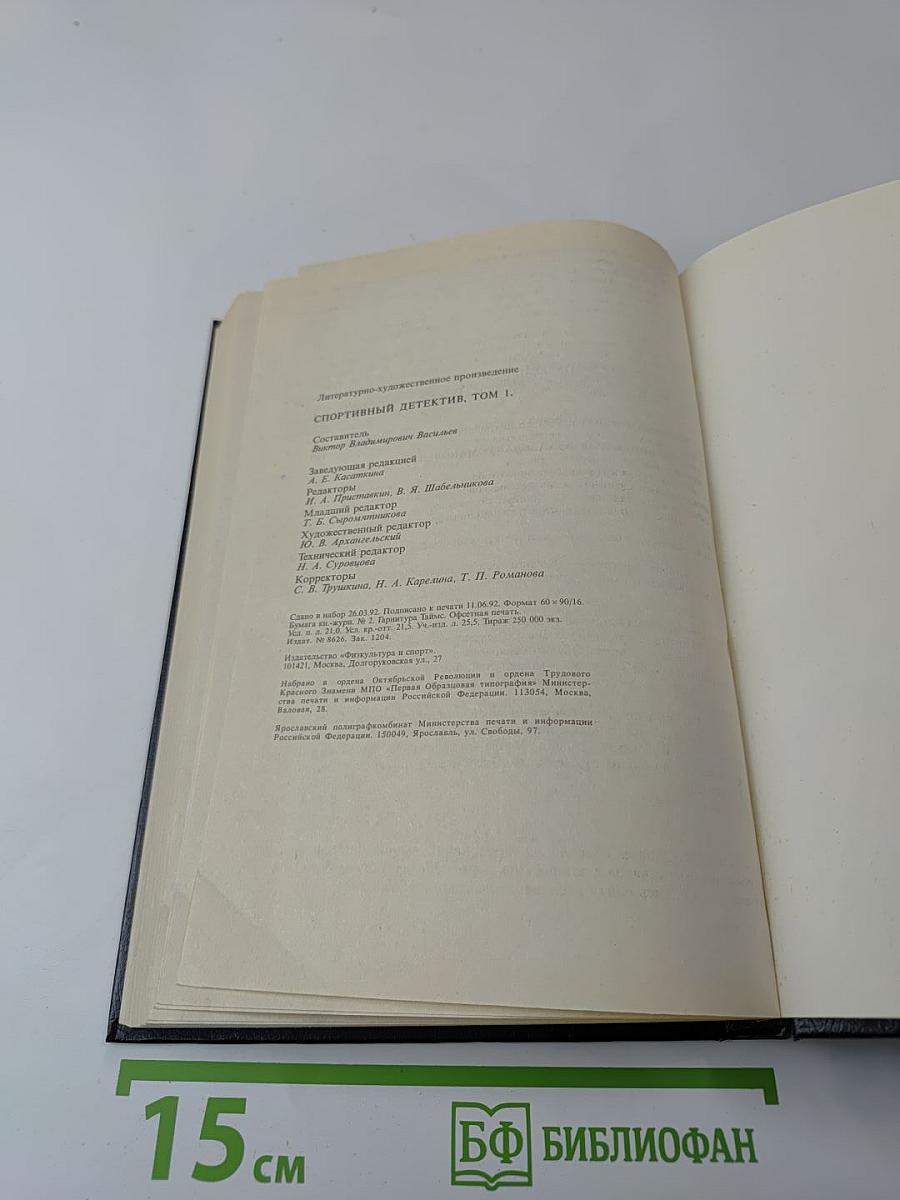 Литературно-художественное произведение
СПОРТИВНЫЙ ДЕТЕКТИВ, ТОМ 1.
Составитель
Виктор Владимирович Васильев
Заведующая редакцией
А. Е. Касаткина
Редакторы
И. А. Приставкин, В. Я. Шабельникова
Младший редактор
Т. Б. Сыромятникова
Художественный редактор
Ю. В. Архангельский
Технический редактор
Н. А. Суровцова
Корректоры
С. В. Трушкина, Н. А. Карелина, Т. П. Романова
Сдано в набор 26.03.92. Подписано к печати 11.06.92. Формат 60 × 90/16.
Бумага кн.-журн. № 2. Гарнитура Таймс. Офсетная печать.
Усл. п. л. 21,0. Усл. кр.-отт. 21,5. Уч.-изд. л. 25,5. Тираж 250 000 экз.
Издат. № 8626. Зак. 1204.
Издательство «Физкультура и спорт».
101421, Москва, Долгоруковская ул., 27
Набрано в ордена Октябрьской Революции и ордена Трудового
Красного Знамени МПО «Первая Образцовая типография» Министер-
ства печати и информации Российской Федерации. 113054, Москва,
Валовая, 28.
Ярославский полиграфкомбинат Министерства печати и информации
Российской Федерации. 150049, Ярославль, ул. Свободы, 97.
15 см
БФ БИБЛИОФАН